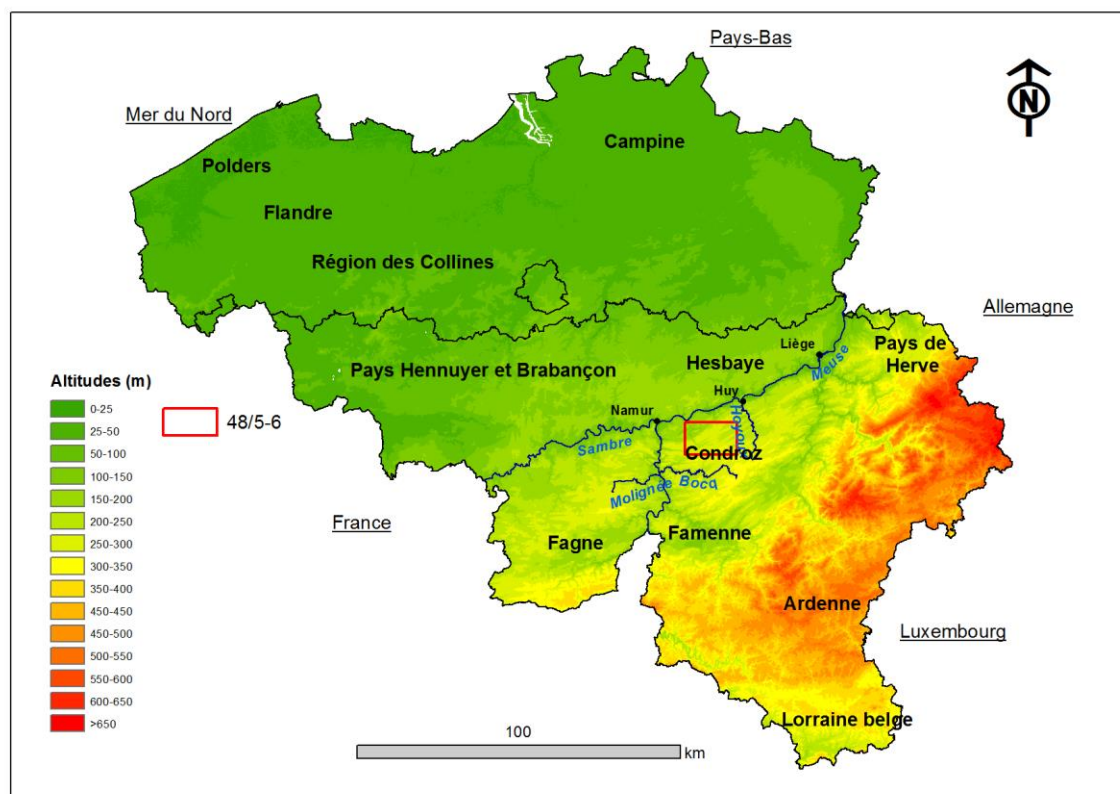 Pays-Bas
N
Mer du Nord
Campine
Polders
Flandre
Région des Collines
Allemagne
Liège
Pays de
Herve
Meuse
Hesbaye
Pays Hennuyer et Brabançon
Altitudes (m)
0-25
25-50
50-100
100-150
150-200
200-250
250-300
300-350
350-400
400-450
450-500
500-550
550-600
600-650
>650
48/5-6
Huy
Namur
Hoyoux
Sambre
Condroz
Molignée
Bocq
France
Fagne
Famenne
Ardenne
Luxembourg
Lorraine belge
100
km